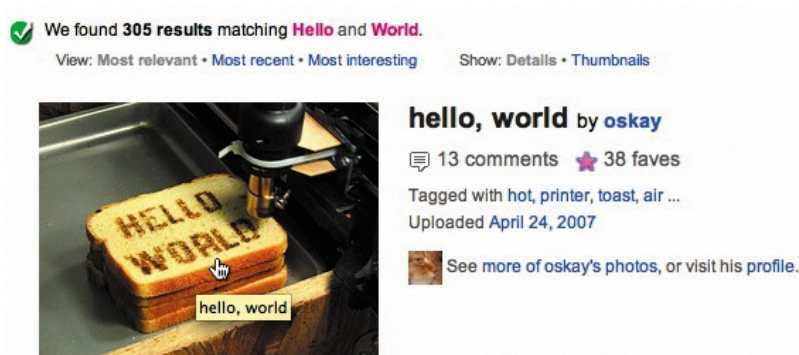 We found 305 results matching Hello and World.
View: Most relevant • Most recent • Most interesting Show: Details • Thumbnails
hello, world by oskay
13 comments 38 faves
Tagged with hot, printer, toast, air ...
Uploaded April 24, 2007
See more of oskay's photos, or visit his profile.
HELLO
WORLD
hello, world